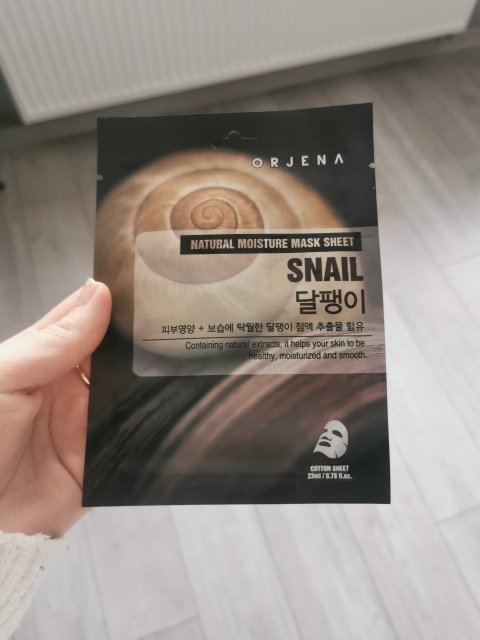 ORJENA
NATURAL MOISTURE MASK SHEET
SNAIL
달팽이
피부영양 + 보습에 탁월한 달팽이 점액 추출물 함유
Containing natural extracts, it helps your skin to be
healthy, moisturized and smooth.
COTTON SHEET
23ml / 0.78 fl.oz.